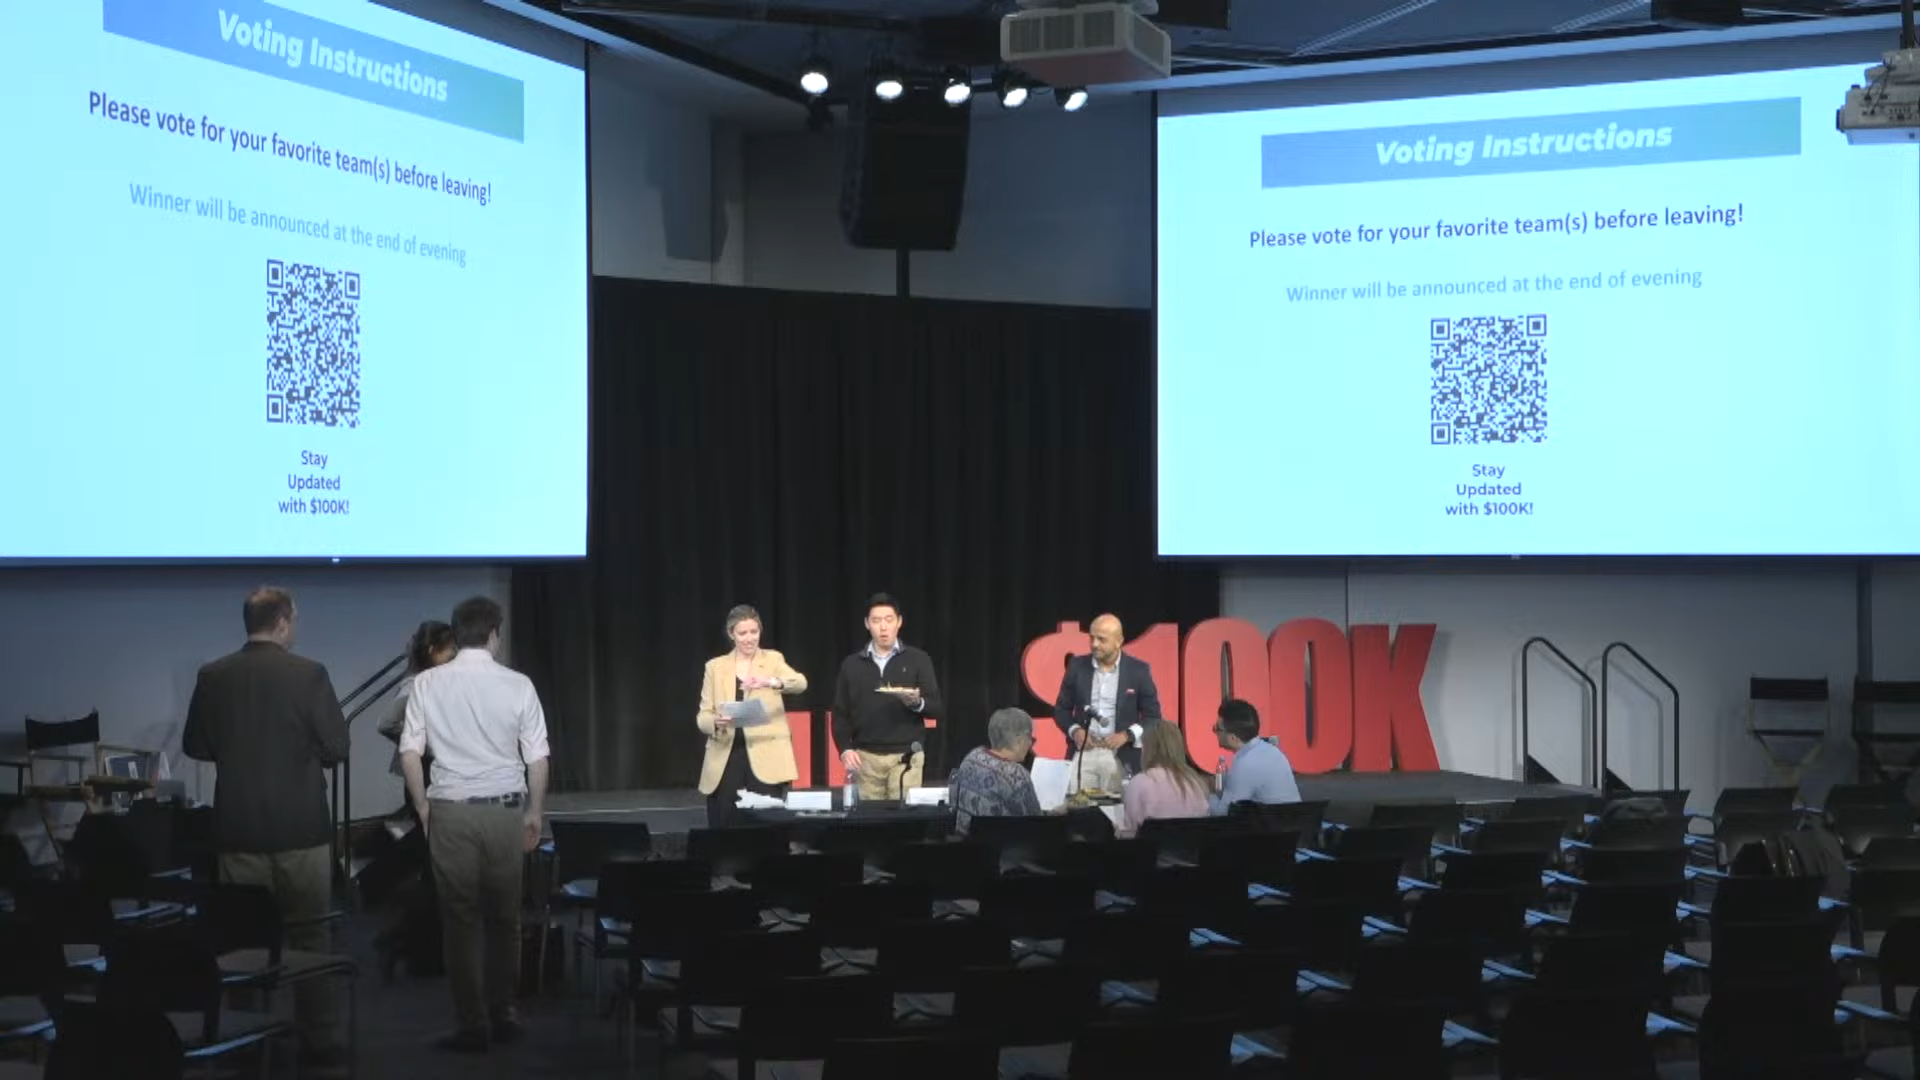 Voting Instructions
Please vote for your favorite team(s) before leaving!
Winner will be announced at the end of evening
Stay
Updated
with $100K!
Voting Instructions
Please vote for your favorite team(s) before leaving!
Winner will be announced at the end of evening
Stay
Updated
with $100K!
$100K